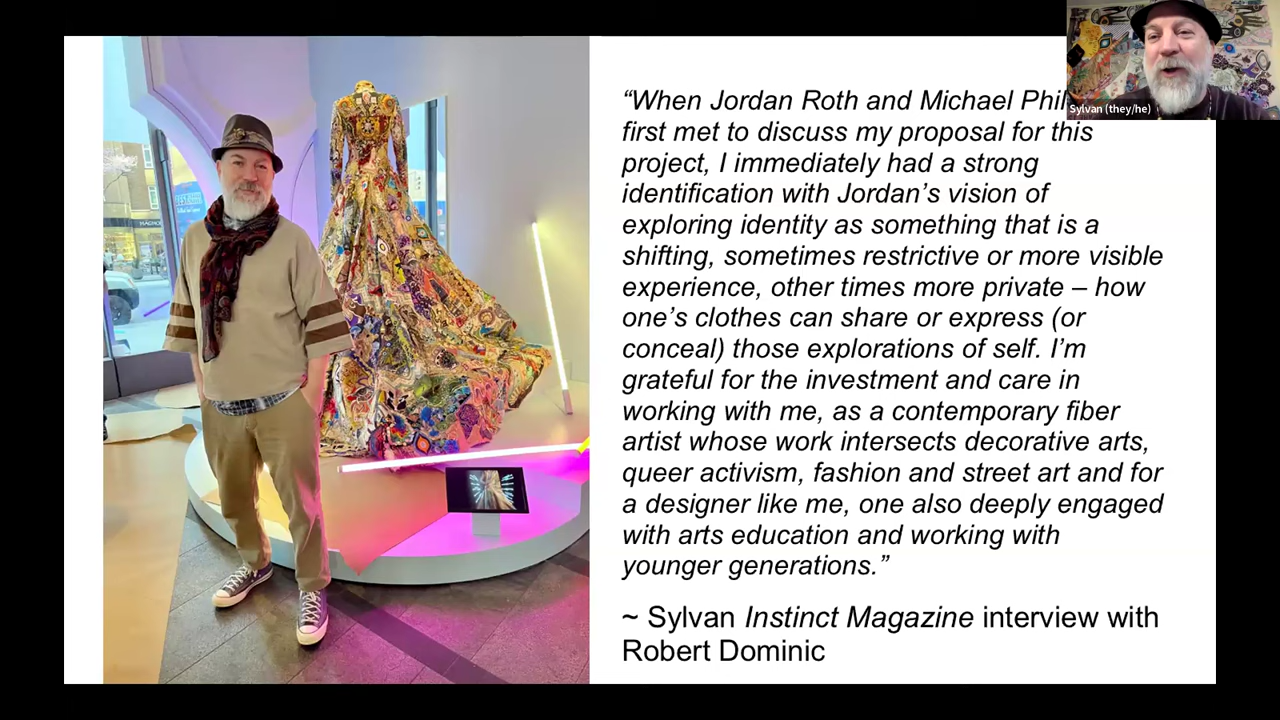 “When Jordan Roth and Michael Phil
first met to discuss my proposal for this
project, I immediately had a strong
identification with Jordan’s vision of
exploring identity as something that is a
shifting, sometimes restrictive or more visible
experience, other times more private – how
one’s clothes can share or express (or
conceal) those explorations of self. I’m
grateful for the investment and care in
working with me, as a contemporary fiber
artist whose work intersects decorative arts,
queer activism, fashion and street art and for
a designer like me, one also deeply engaged
with arts education and working with
younger generations.”
~ Sylvan Instinct Magazine interview with
Robert Dominic
Sylvan (they/he)